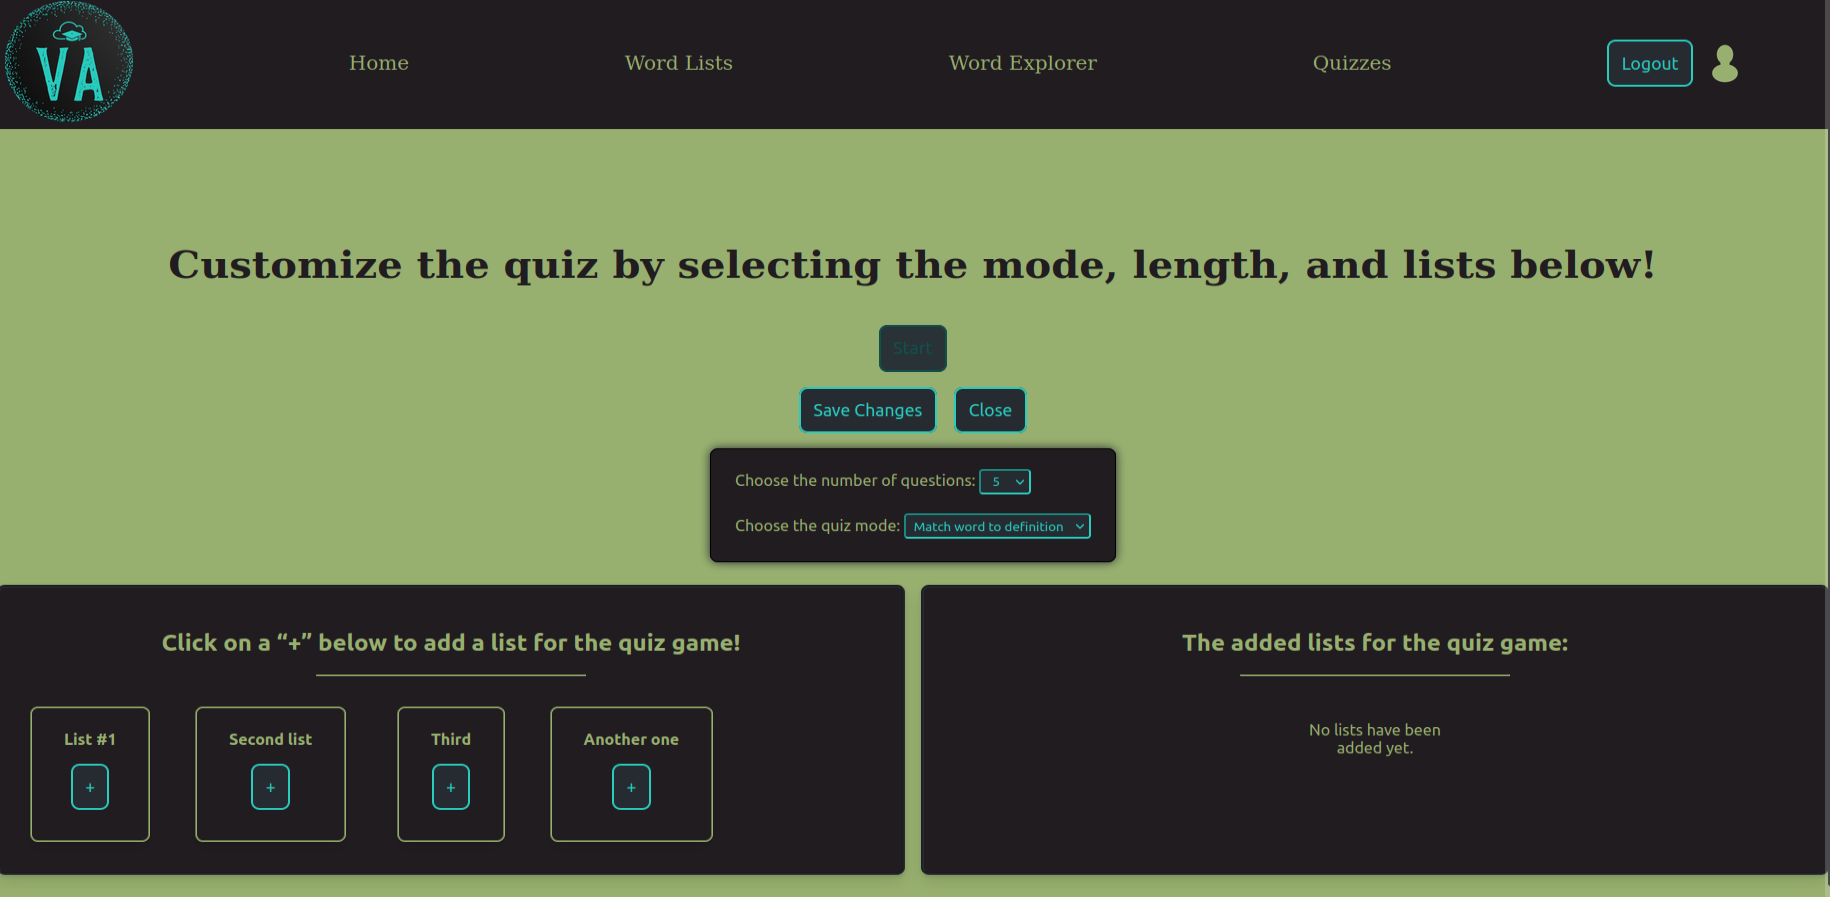 VA
Home
Word Lists
Word Explorer
Quizzes
Logout
Customize the quiz by selecting the mode, length, and lists below!
Start
Save Changes
Close
Choose the number of questions: 5
Choose the quiz mode: Match word to definition
Click on a “+” below to add a list for the quiz game!
List #1
+
Second list
+
Third
+
Another one
+
The added lists for the quiz game:
No lists have been
added yet.